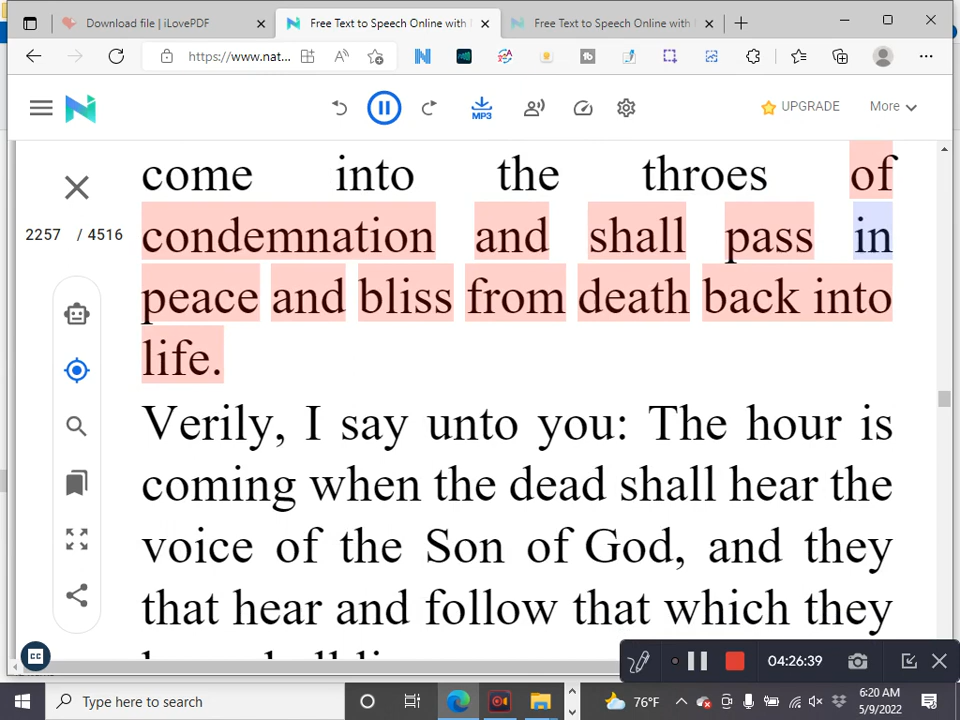 Download file | iLovePDF
Free Text to Speech Online with
Free Text to Speech Online with
https://www.nat...
UPGRADE
More
MP3
2257 / 4516
come into the throes of
condemnation and shall pass in
peace and bliss from death back into
life.
Verily, I say unto you: The hour is
coming when the dead shall hear the
voice of the Son of God, and they
that hear and follow that which they
CC
04:26:39
Type here to search
76°F
6:20 AM
5/9/2022